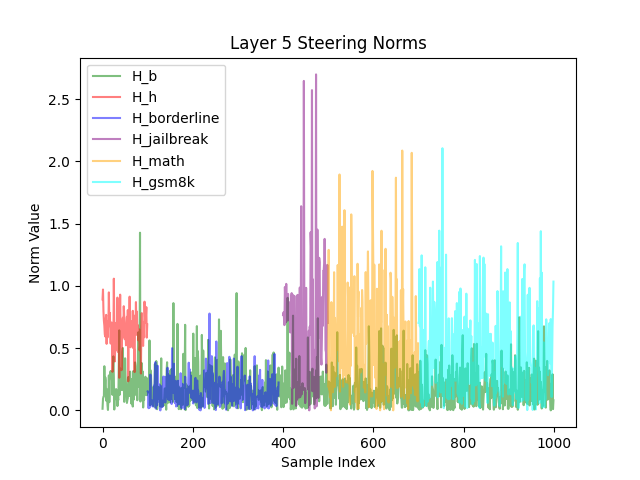 Layer 5 Steering Norms
H_b
H_h
H_borderline
H_jailbreak
H_math
H_gsm8k
Norm Value
2.5
2.0
1.5
1.0
0.5
0.0
0 200 400 600 800 1000
Sample Index